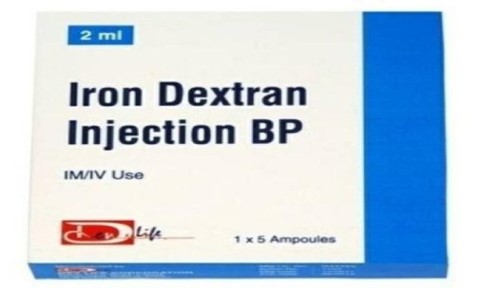 2 ml
Iron Dextran
Injection BP
IM/IV Use
Life
1 x 5 Ampoules